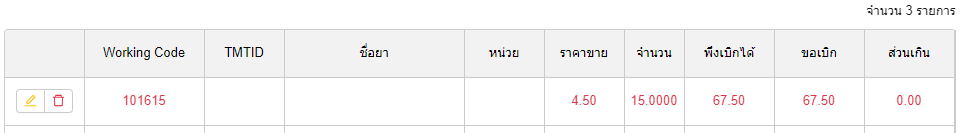 จำนวน 3 รายการ
Working Code TMTID ชื่อยา หน่วย ราคาขาย จำนวน พึงเบิกได้ ขอเบิก ส่วนเกิน
101615 4.50 15.0000 67.50 67.50 0.00